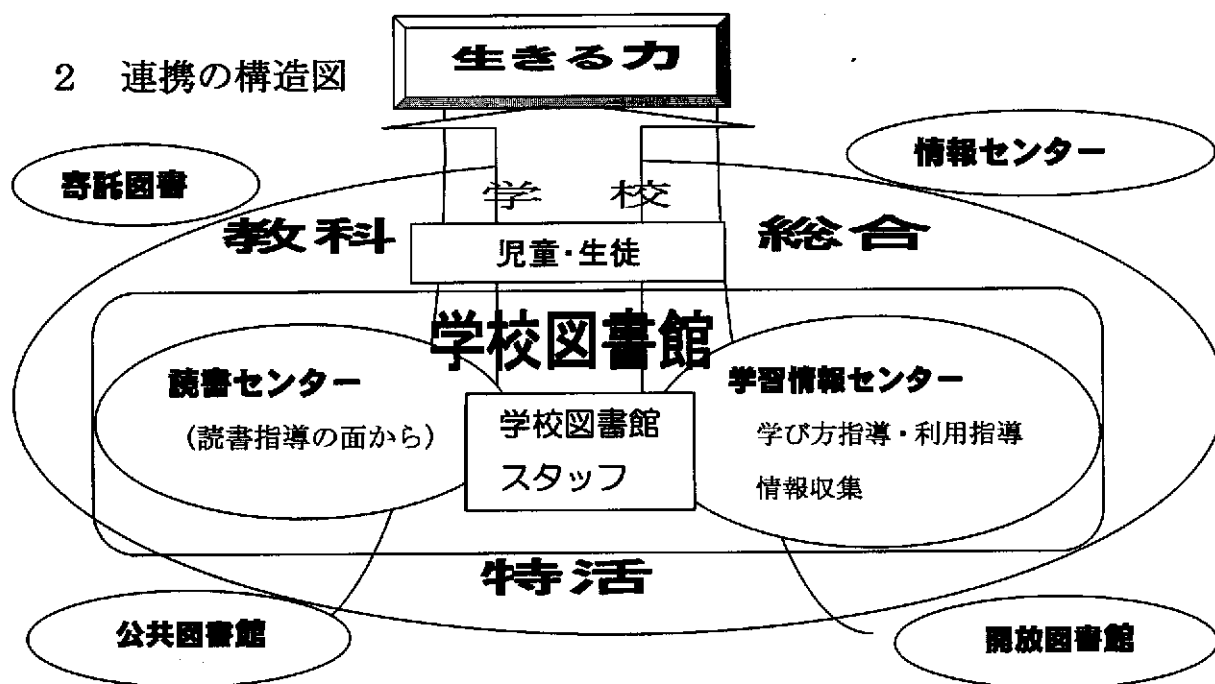 2 連携の構造図
生きる力
寄託図書
情報センター
学 校
教科
総合
児童・生徒
学校図書館
読書センター
(読書指導の面から)
学習情報センター
学び方指導・利用指導
情報収集
学校図書館
スタッフ
特活
公共図書館
開放図書館